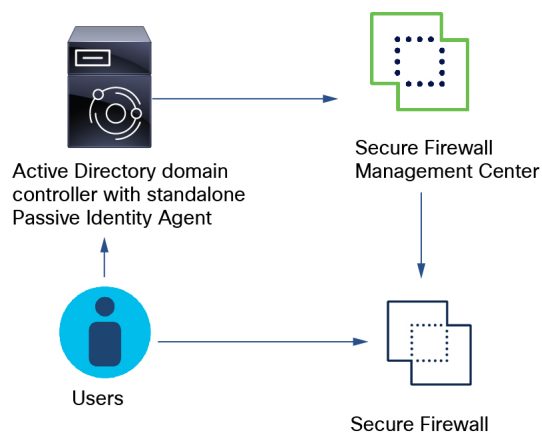 Active Directory domain
controller with standalone
Passive Identity Agent
Secure Firewall
Management Center
Users
Secure Firewall